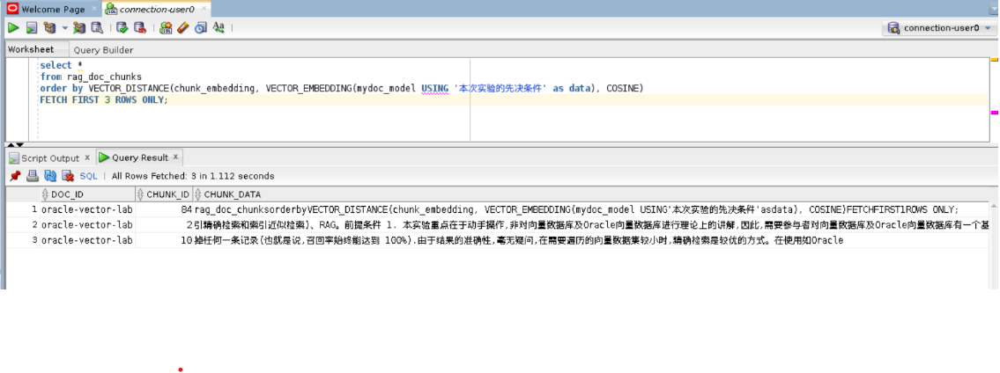 Welcome Page
connection-user0
connection-user0
Worksheet Query Builder
select *
from rag_doc_chunks
order by VECTOR_DISTANCE(chunk_embedding, VECTOR_EMBEDDING(mydoc_model USING '本次实验的先决条件' as data), COSINE)
FETCH FIRST 3 ROWS ONLY;
Script Output x Query Result x
SQL | All Rows Fetched: 3 in 1.112 seconds
DOC_ID CHUNK_ID CHUNK_DATA
1 oracle-vector-lab 84 rag_doc_chunksorderbyVECTOR_DISTANCE(chunk_embedding, VECTOR_EMBEDDING(mydoc_model USING'本次实验的先决条件'asdata), COSINE)FETCHFIRST1ROWS ONLY;
2 oracle-vector-lab 2 引精确检索和索引近似检索)、RAG。前提条件 1. 本实验重点在于动手操作,非对向量数据库及Oracle向量数据库进行理论上的讲解,因此,需要参与者对向量数据库及Oracle向量数据库有一个基
3 oracle-vector-lab 10 掉任何一条记录(也就是说,召回率始终能达到 100%).由于结果的准确性,毫无疑问,在需要遍历的向量数据集较小时,精确检索是较优的方式。在使用如Oracle